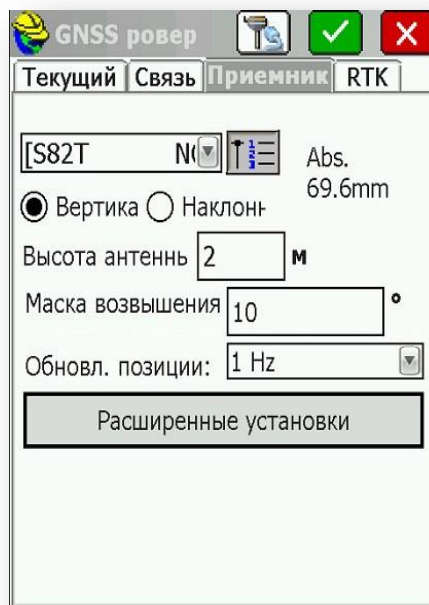 GNSS ровер
Текущий Связь Приемник RTK
[S82T N( Abs.
69.6mm
Вертика Наклонн
Высота антенны 2 м
Маска возвышения 10 °
Обновл. позиции: 1 Hz
Расширенные установки